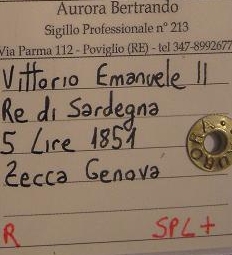 Aurora Bertrando
Sigillo Professionale n° 213
Via Parma 112 - Poviglio (RE) - tel 347-8992677
Vittorio Emanuele II
Re di Sardegna
5 Lire 1851
Zecca Genova
R SPL+